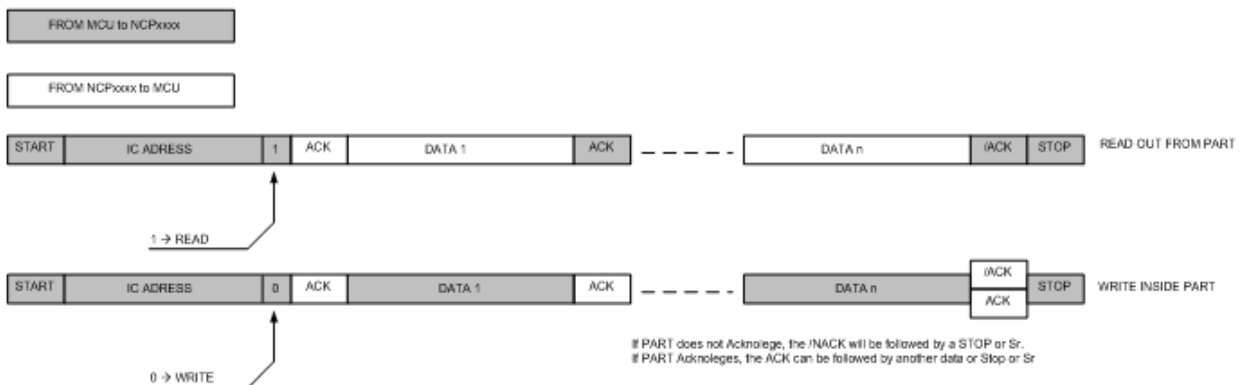 FROM MCU to NCPxxxx
FROM NCPxxxx to MCU
START IC ADRESS 1 ACK DATA 1 ACK DATA n /ACK STOP READ OUT FROM PART
1 → READ
START IC ADRESS 0 ACK DATA 1 ACK DATA n /ACK ACK STOP WRITE INSIDE PART
If PART does not Acknolege, the /NACK will be followed by a STOP or Sr.
If PART Acknoleges, the ACK can be followed by another data or Stop or Sr
0 → WRITE